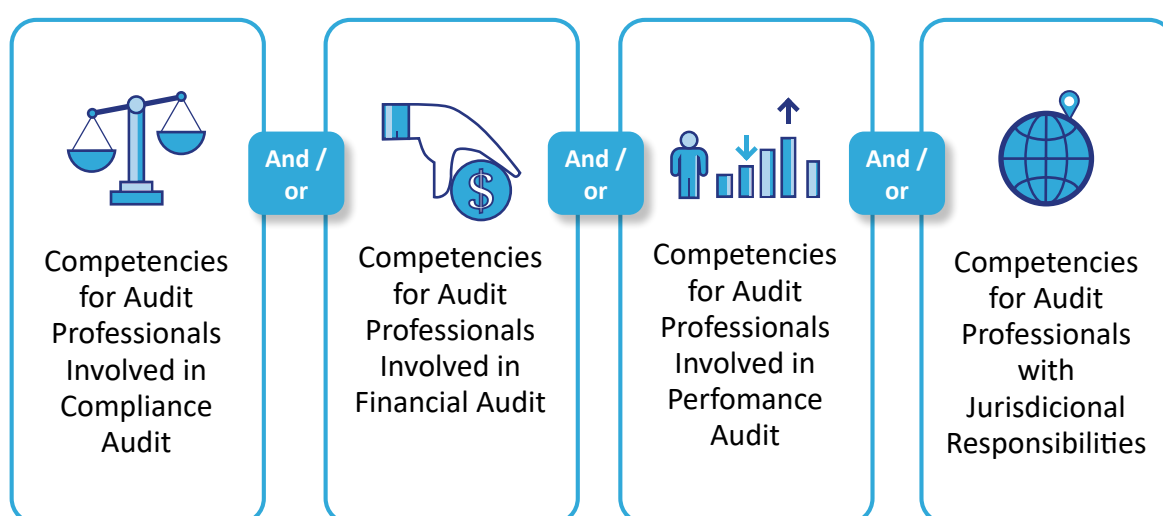 Competencies
for Audit
Professionals
Involved in
Compliance
Audit
And /
or
$
Competencies
for Audit
Professionals
Involved in
Financial Audit
And /
or
Competencies
for Audit
Professionals
Involved in
Perfomance
Audit
And /
or
Competencies
for Audit
Professionals
with
Jurisdicional
Responsibilities